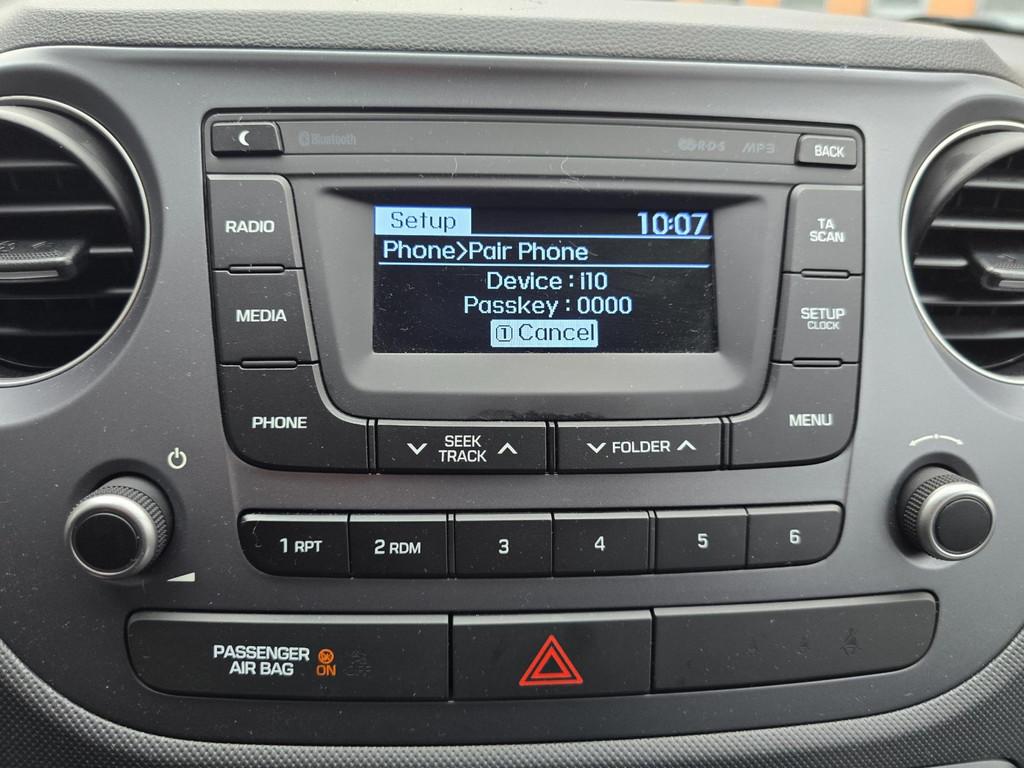 Bluetooth
R·D·S MP3
BACK
RADIO
MEDIA
PHONE
Setup 10:07
Phone>Pair Phone
Device : i10
Passkey : 0000
1 Cancel
TA
SCAN
SETUP
CLOCK
MENU
SEEK
TRACK
FOLDER
1 RPT 2 RDM 3 4 5 6
PASSENGER
AIR BAG ON